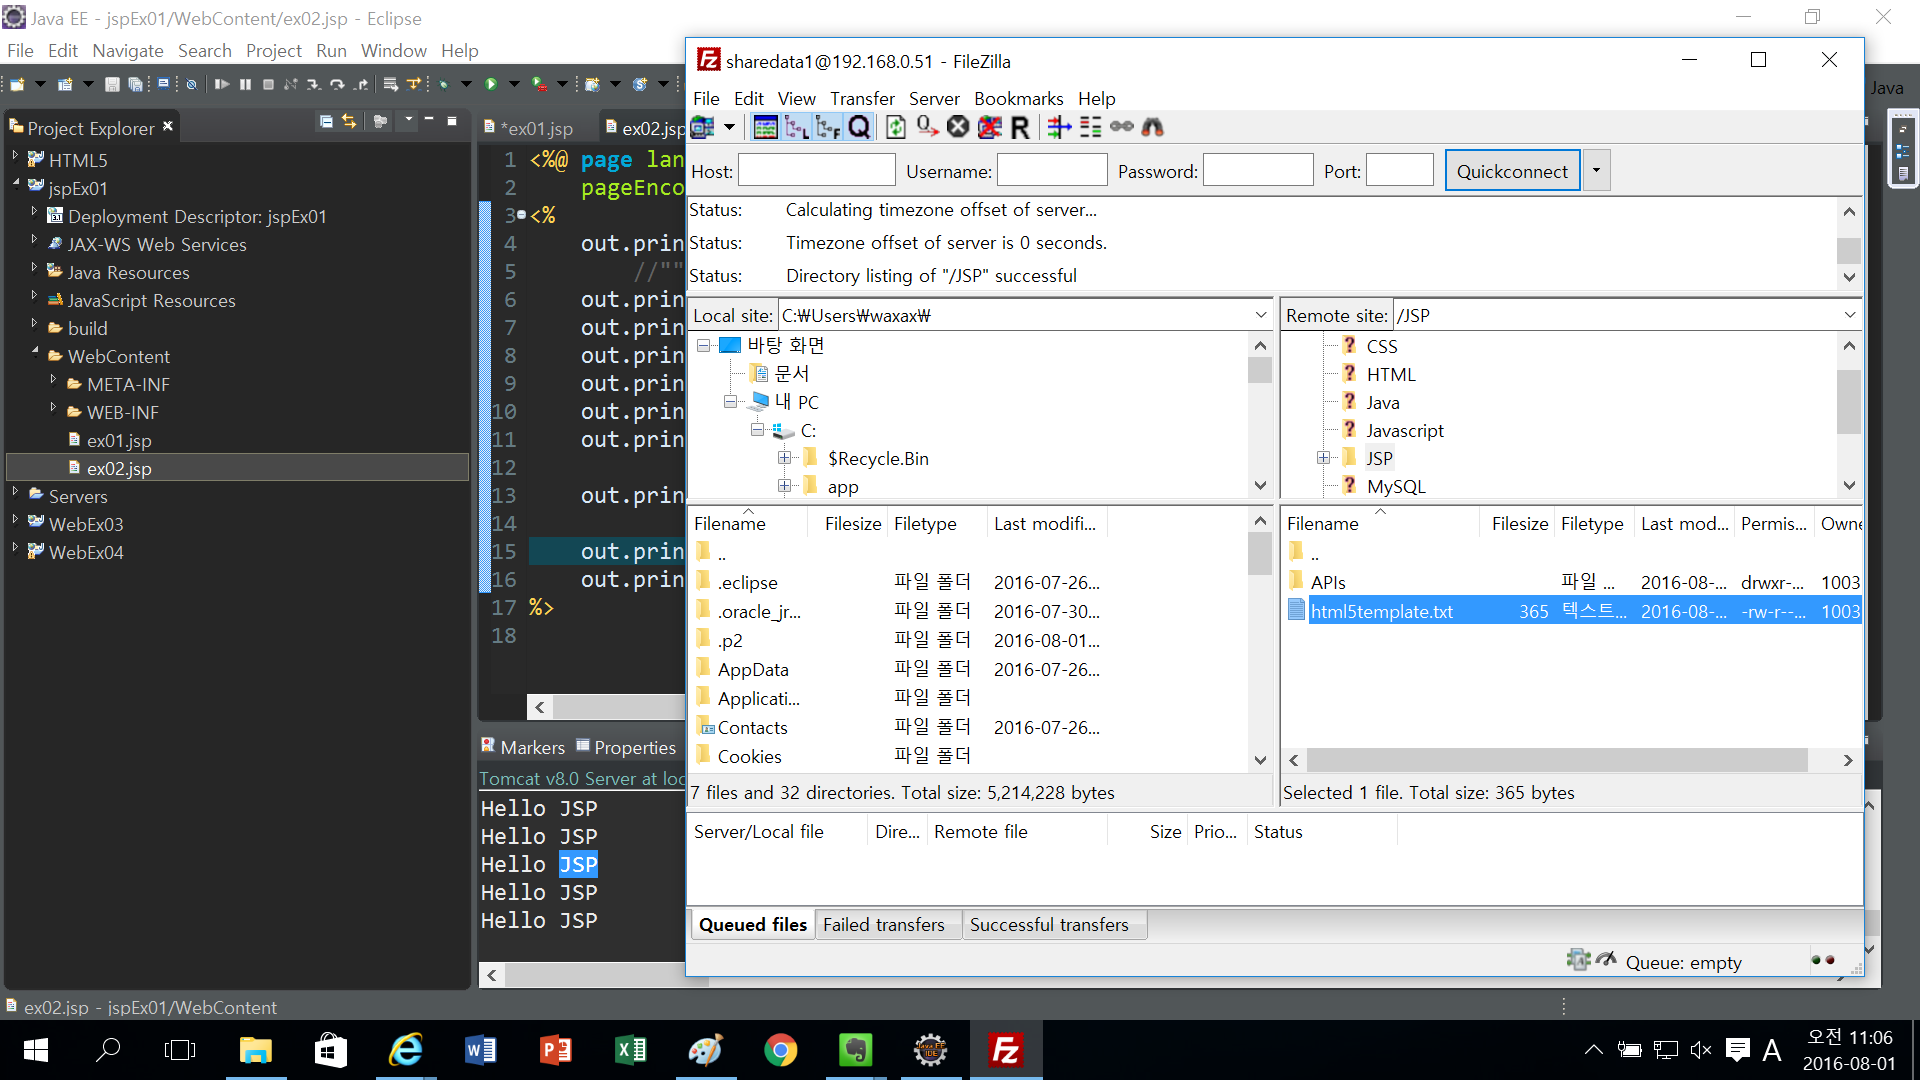 Java EE - jspEx01/WebContent/ex02.jsp - Eclipse
File Edit Navigate Search Project Run Window Help
Java
Project Explorer
HTML5
jspEx01
Deployment Descriptor: jspEx01
JAX-WS Web Services
Java Resources
JavaScript Resources
build
WebContent
META-INF
WEB-INF
ex01.jsp
ex02.jsp
Servers
WebEx03
WebEx04
*ex01.jsp
ex02.jsp
1 <%@ page lan
2 pageEnco
3 <%
4 out.prin
5 //""
6 out.prin
7 out.prin
8 out.prin
9 out.prin
10 out.prin
11 out.prin
12
13 out.prin
14
15 out.prin
16 out.prin
17 %>
18
Markers Properties
Tomcat v8.0 Server at loc
Hello JSP
Hello JSP
Hello JSP
Hello JSP
Hello JSP
ex02.jsp - jspEx01/WebContent
sharedata1@192.168.0.51 - FileZilla
File Edit View Transfer Server Bookmarks Help
Host: Username: Password: Port: Quickconnect
Status: Calculating timezone offset of server...
Status: Timezone offset of server is 0 seconds.
Status: Directory listing of "/JSP" successful
Local site: C:₩Users₩waxax₩
바탕 화면
문서
내 PC
C:
$Recycle.Bin
app
Remote site: /JSP
CSS
HTML
Java
Javascript
JSP
MySQL
Filename Filesize Filetype Last modifi...
..
.eclipse 파일 폴더 2016-07-26...
.oracle_jr... 파일 폴더 2016-07-30...
.p2 파일 폴더 2016-08-01...
AppData 파일 폴더 2016-07-26...
Applicati... 파일 폴더
Contacts 파일 폴더 2016-07-26...
Cookies 파일 폴더
7 files and 32 directories. Total size: 5,214,228 bytes
Filename Filesize Filetype Last mod... Permis... Owne
..
APIs 파일 ... 2016-08-... drwxr-... 1003
html5template.txt 365 텍스트... 2016-08-... -rw-r--... 1003
Selected 1 file. Total size: 365 bytes
Server/Local file Dire... Remote file Size Prio... Status
Queued files Failed transfers Successful transfers
Queue: empty
A
오전 11:06
2016-08-01